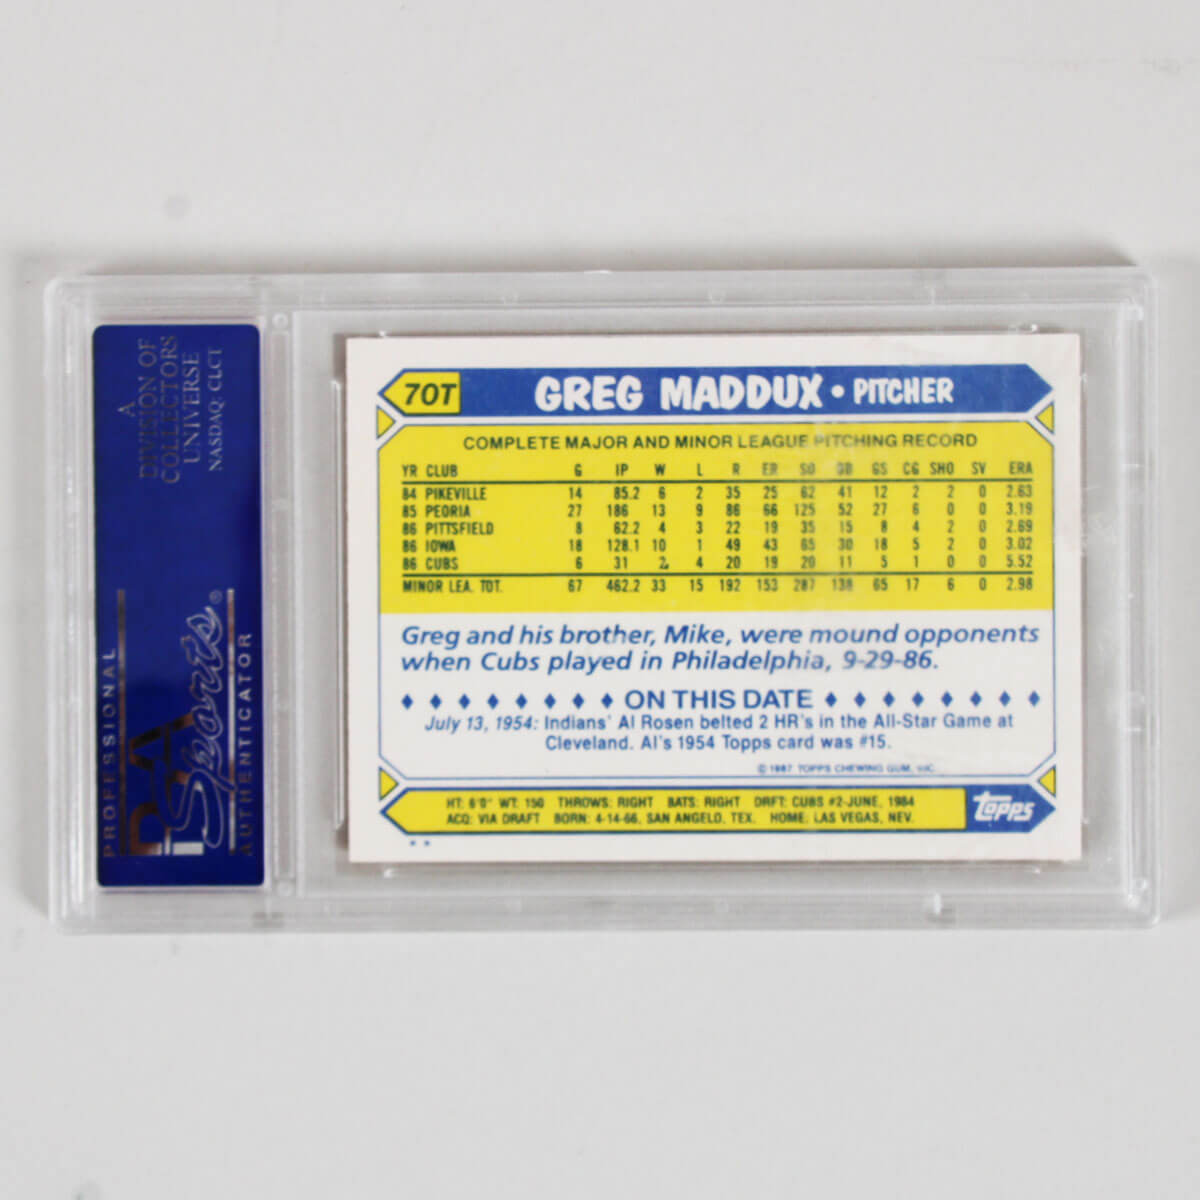 A
DIVISION OF
COLLECTORS
UNIVERSE
NASDAQ: CLCT
PROFESSIONAL
PSA
Sports®
AUTHENTICATOR
70T GREG MADDUX • PITCHER
COMPLETE MAJOR AND MINOR LEAGUE PITCHING RECORD
YR CLUB G IP W L R ER SO BB GS CG SHO SV ERA
84 PIKEVILLE 14 85.2 6 2 35 25 62 41 12 2 2 0 2.63
85 PEORIA 27 186 13 9 86 66 125 52 27 6 0 0 3.19
86 PITTSFIELD 8 62.2 4 3 22 19 35 15 8 4 2 0 2.69
86 IOWA 18 128.1 10 1 49 43 65 30 18 5 2 0 3.02
86 CUBS 6 31 2 4 20 19 20 11 5 1 0 0 5.52
MINOR LEA. TOT. 67 462.2 33 15 192 153 287 138 65 17 6 0 2.98
Greg and his brother, Mike, were mound opponents
when Cubs played in Philadelphia, 9-29-86.
ON THIS DATE
July 13, 1954: Indians' Al Rosen belted 2 HR's in the All-Star Game at
Cleveland. Al's 1954 Topps card was #15.
© 1987 TOPPS CHEWING GUM, INC.
HT: 6'0" WT: 150 THROWS: RIGHT BATS: RIGHT DRFT: CUBS #2-JUNE, 1984
ACQ: VIA DRAFT BORN: 4-14-66, SAN ANGELO, TEX. HOME: LAS VEGAS, NEV.
topps
* *